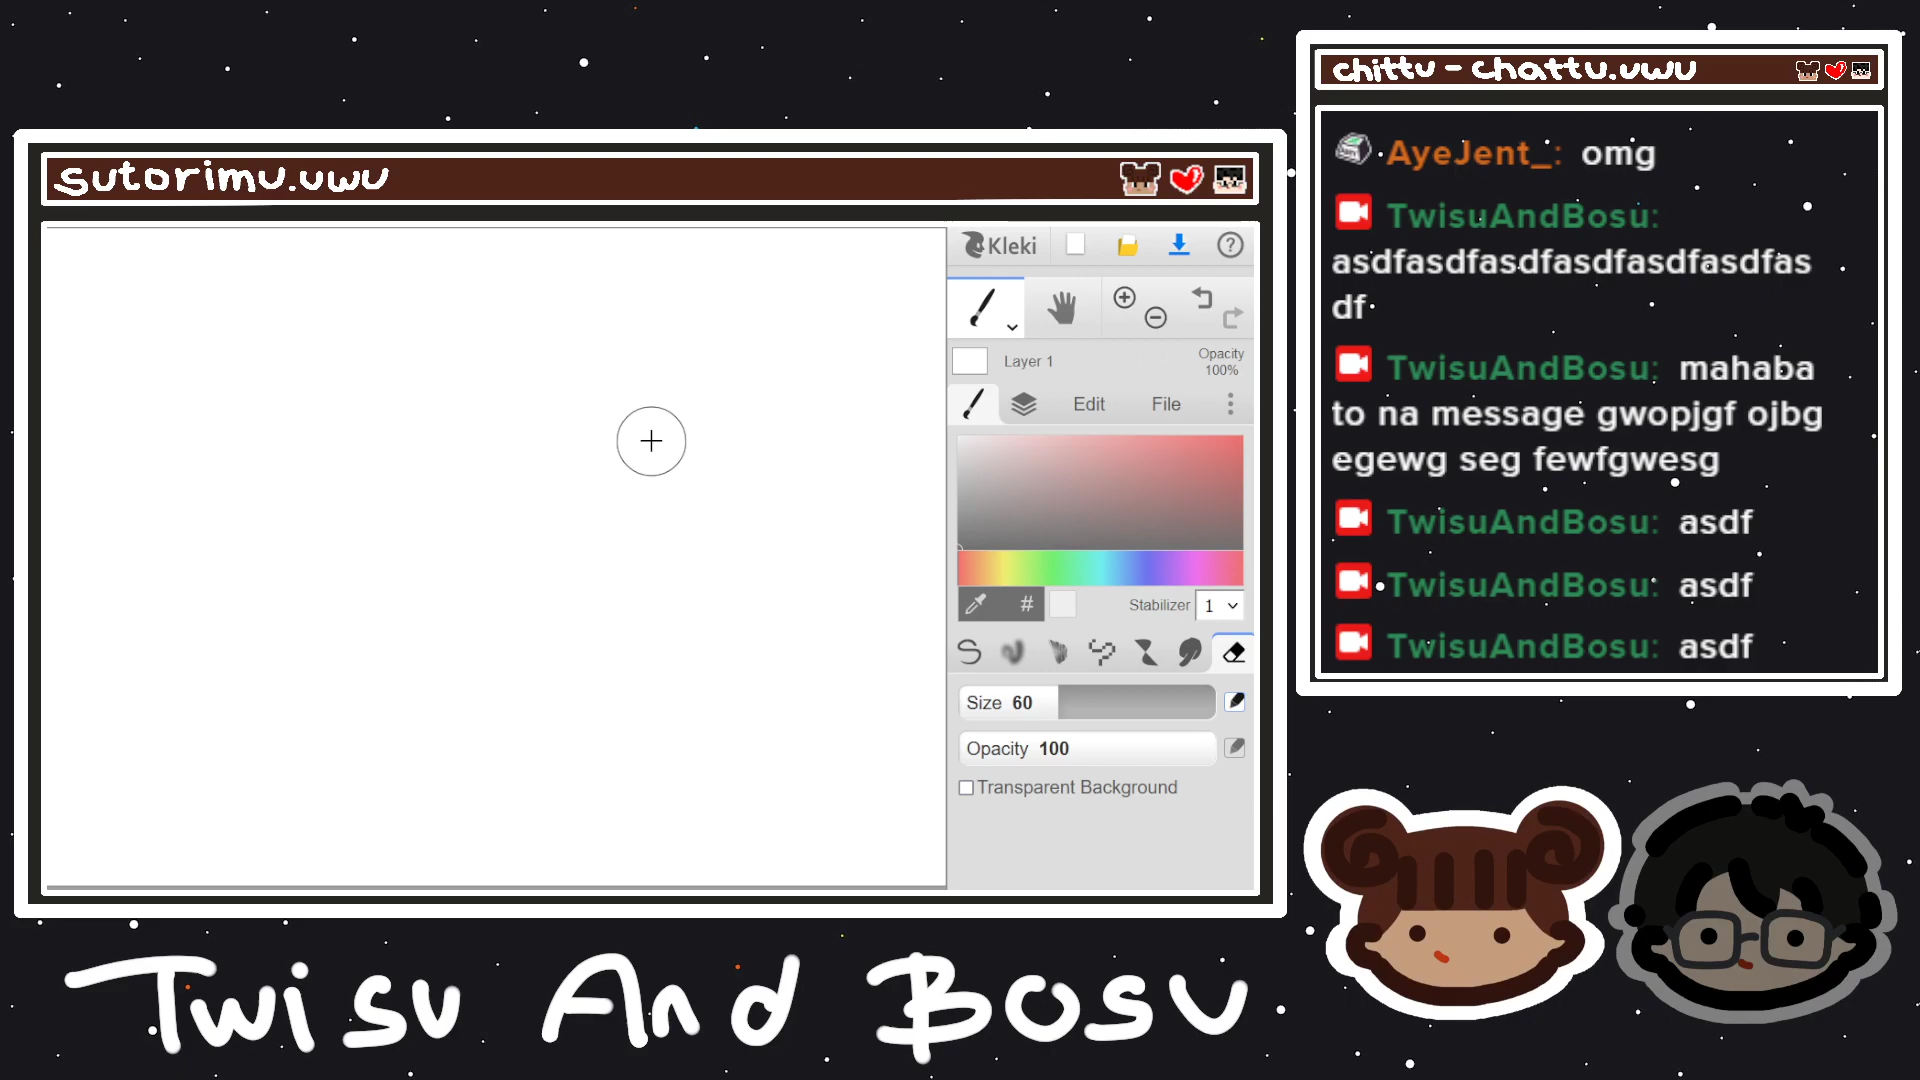 sutorimu.uwu
Kleki
Layer 1
Opacity
100%
Edit
File
#
Stabilizer 1
Size 60
Opacity 100
Transparent Background
chittu - chattu.uwu
AyeJent_: omg
TwisuAndBosu:
asdfasdfasdfasdfasdfasdfas
df
TwisuAndBosu: mahaba
to na message gwopjgf ojbg
egewg seg fewfgwesg
TwisuAndBosu: asdf
TwisuAndBosu: asdf
TwisuAndBosu: asdf
Twisu And Bosu